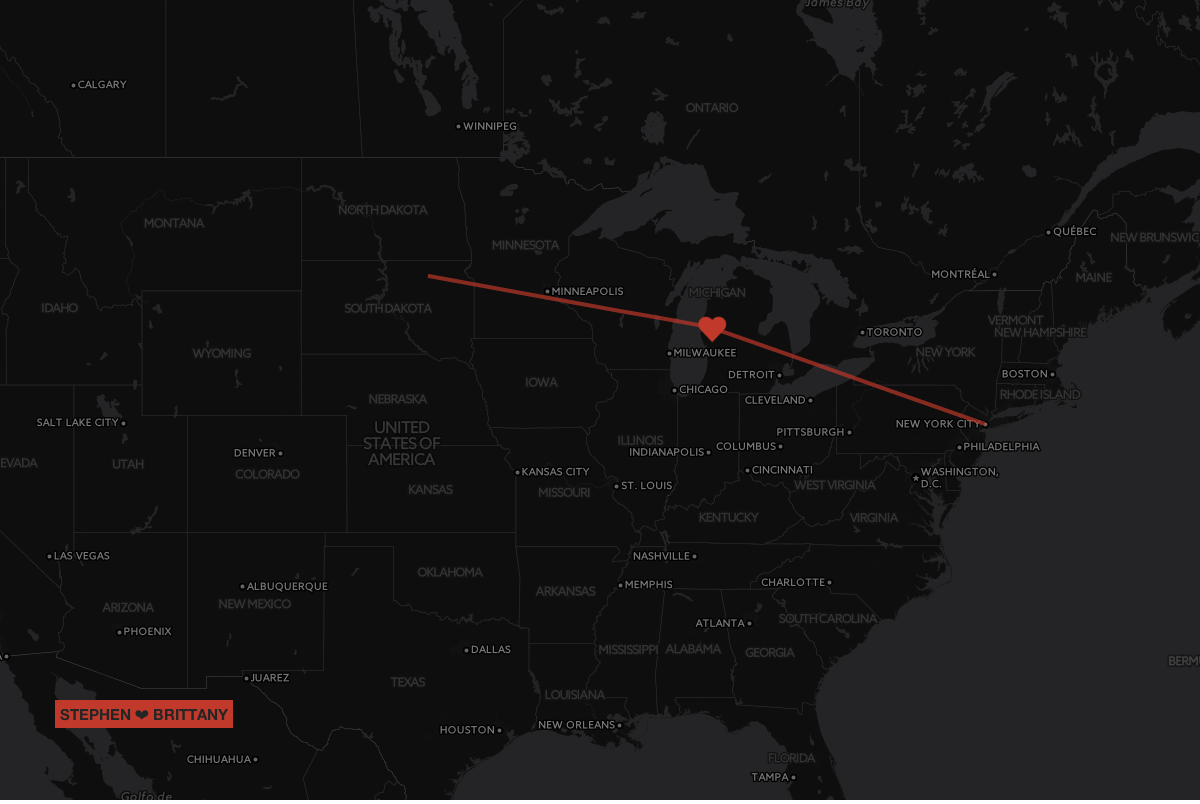 James Bay
CALGARY
ONTARIO
WINNIPEG
MONTANA
NORTH DAKOTA
QUÉBEC
NEW BRUNSWIC
MINNESOTA
MONTRÉAL
MAINE
IDAHO
SOUTH DAKOTA
MINNEAPOLIS
MICHIGAN
VERMONT
NEW HAMPSHIRE
TORONTO
WYOMING
MILWAUKEE
NEW YORK
DETROIT
BOSTON
IOWA
CHICAGO
CLEVELAND
RHODE ISLAND
NEBRASKA
SALT LAKE CITY
NEW YORK CITY
UNITED
STATES OF
AMERICA
PITTSBURGH
ILLINOIS
COLUMBUS
PHILADELPHIA
DENVER
INDIANAPOLIS
EVADA
UTAH
COLORADO
KANSAS CITY
CINCINNATI
WASHINGTON,
D.C.
KANSAS
MISSOURI
ST. LOUIS
WEST VIRGINIA
KENTUCKY
VIRGINIA
LAS VEGAS
NASHVILLE
OKLAHOMA
ALBUQUERQUE
ARKANSAS
MEMPHIS
CHARLOTTE
ARIZONA
NEW MEXICO
SOUTH CAROLINA
PHOENIX
ATLANTA
DALLAS
MISSISSIPPI
ALABAMA
GEORGIA
BERM
JUAREZ
TEXAS
LOUISIANA
STEPHEN ❤ BRITTANY
HOUSTON
NEW ORLEANS
CHIHUAHUA
FLORIDA
TAMPA
Golfo de